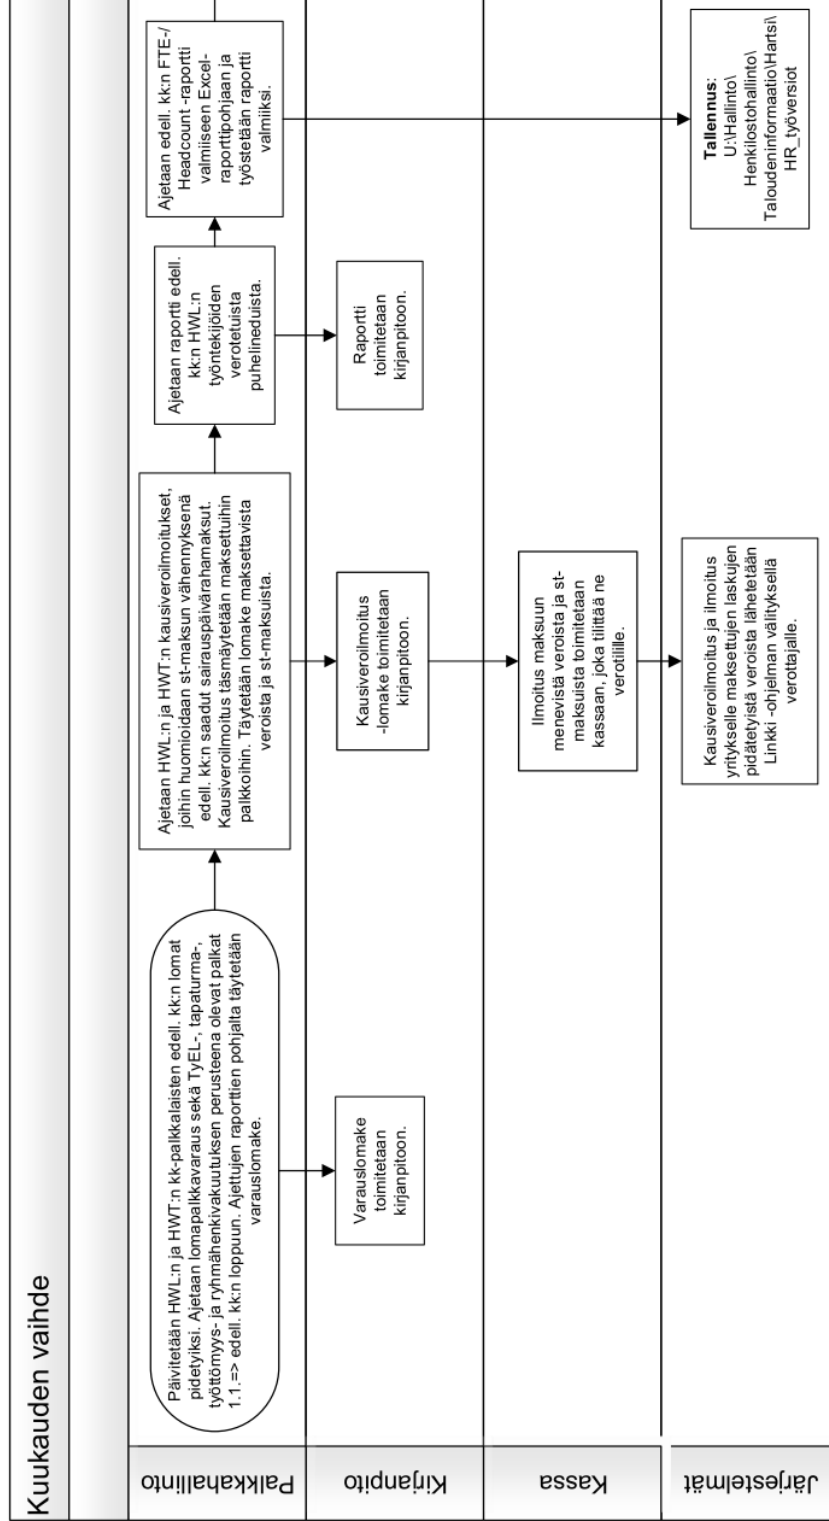 Kuukauden vaihde
Palkkahallinto
Päivitetään HWL:n ja HWT:n kk-palkkalaisten edell. kk:n lomat
pidetyiksi. Ajetaan lomapalkkavaraus sekä TyEL-, tapaturma-,
työttömyys- ja ryhmähenkivakuutuksen perusteena olevat palkat
1.1.=> edell. kk:n loppuun. Ajettujen raporttien pohjalta täytetään
varauslomake.
Ajetaan HWL:n ja HWT:n kausiveroilmoitukset,
joihin huomioidaan st-maksun vähennyksenä
edell. kk:n saadut sairauspäivärahamaksut.
Kausiveroilmoitus täsmäytetään maksettuihin
palkkoihin. Täytetään lomake maksettavista
veroista ja st-maksuista.
Ajetaan raportti edell.
kk:n HWL:n
työntekijöiden
verotetuista
puhelineduista.
Ajetaan edell. kk:n FTE-/
Headcount -raportti
valmiiseen Excel-
raporttipohjaan ja
työstetään raportti
valmiiksi.
Kirjanpito
Varauslomake
toimitetaan
kirjanpitoon.
Kausiveroilmoitus
-lomake toimitetaan
kirjanpitoon.
Raportti
toimitetaan
kirjanpitoon.
Kassa
Ilmoitus maksuun
menevistä veroista ja st-
maksuista toimitetaan
kassaan, joka tilittää ne
verotilille.
Järjestelmät
Kausiveroilmoitus ja ilmoitus
yritykselle maksettujen laskujen
pidätetyistä veroista lähetetään
Linkki -ohjelman välityksellä
verottajalle.
Tallennus:
U:\Hallinto\
Henkilostohallinto\
Taloudeninformaatio\Hartsi\
HR_työversiot